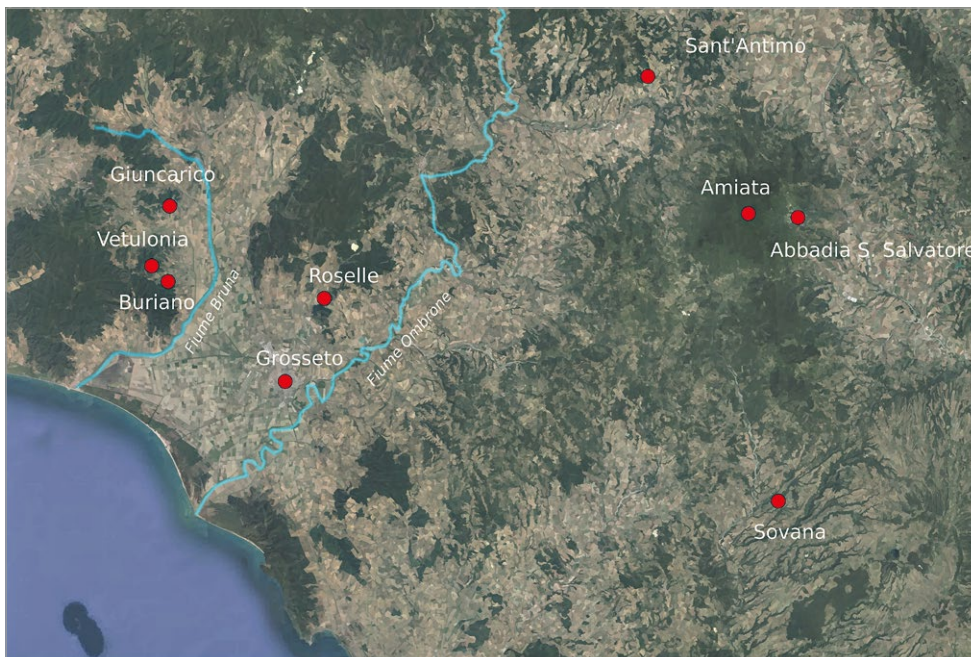 Sant'Antimo
Giuncarico
Amiata
Vetulonia
Abbadia S. Salvatore
Roselle
Buriano
Fiume Bruna
Fiume Ombrone
Grosseto
Sovana